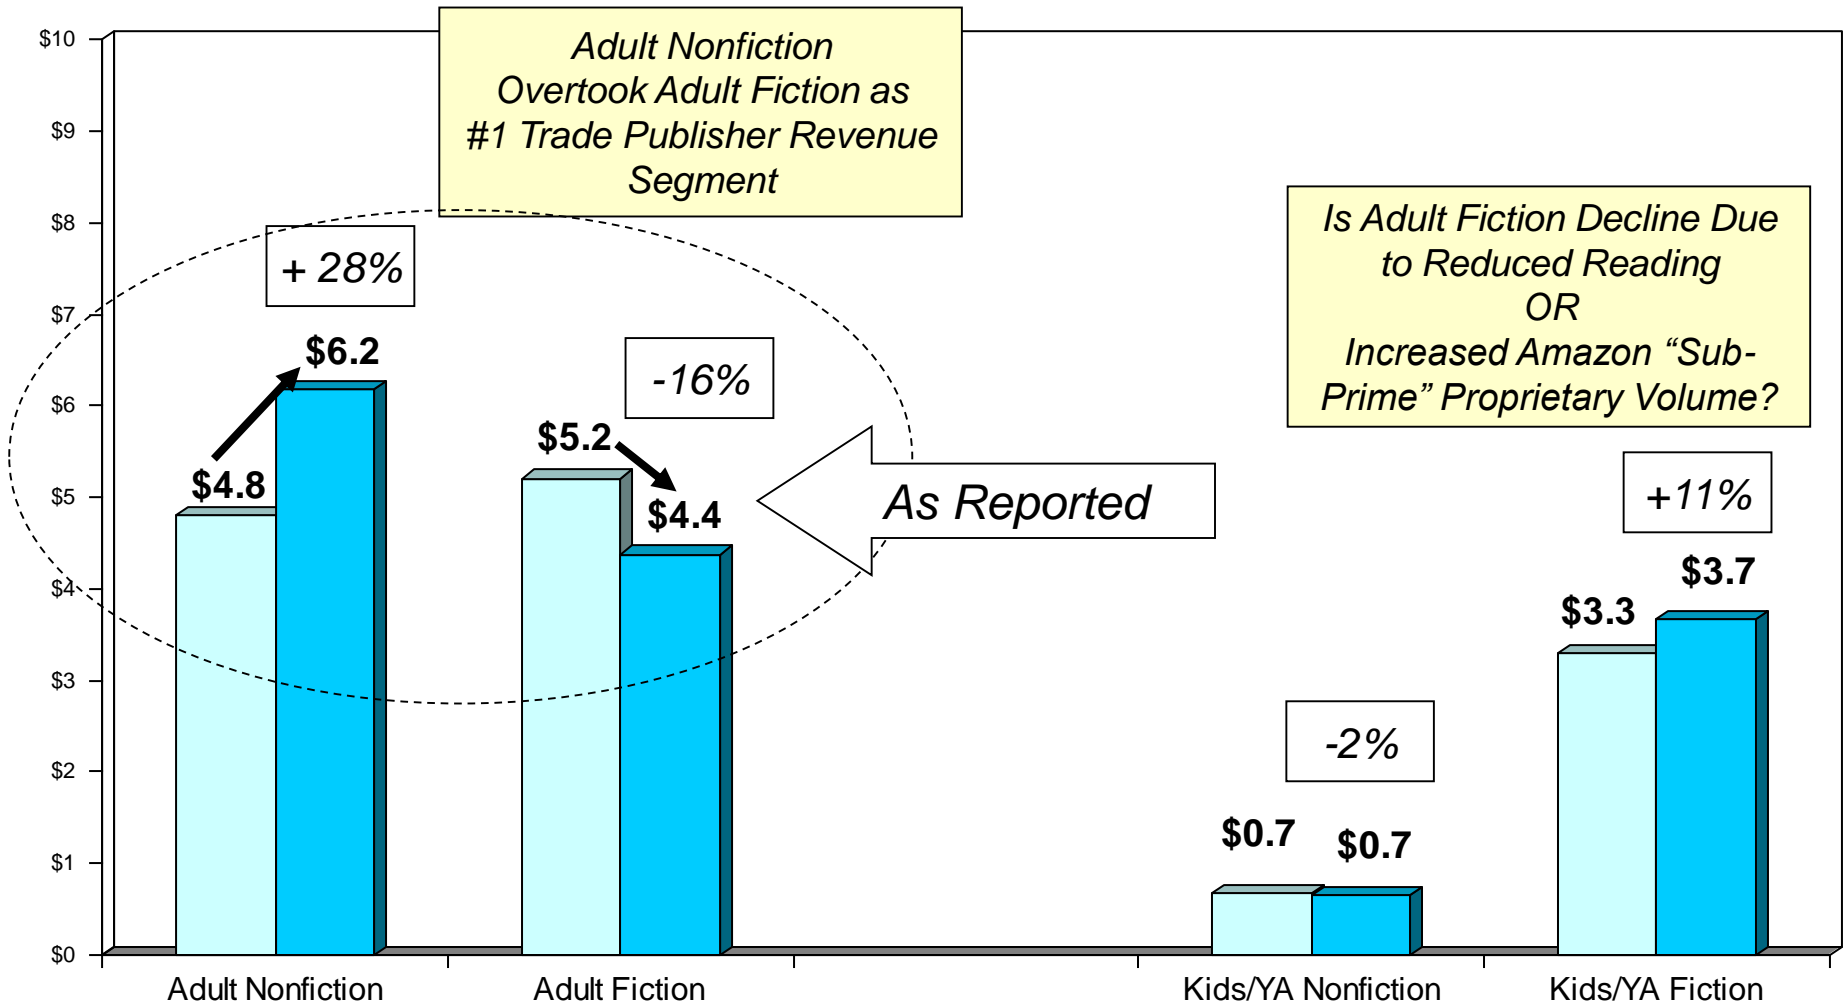 Adult Nonfiction
Overtook Adult Fiction as
#1 Trade Publisher Revenue
Segment
Is Adult Fiction Decline Due
to Reduced Reading
OR
Increased Amazon “Sub-
Prime” Proprietary Volume?
$10
$9
$8
$7
$6
$5
$4
$3
$2
$1
$0
+ 28%
$6.2
$4.8
-16%
$5.2
$4.4
As Reported
-2%
$0.7
$0.7
+11%
$3.7
$3.3
Adult Nonfiction
Adult Fiction
Kids/YA Nonfiction
Kids/YA Fiction